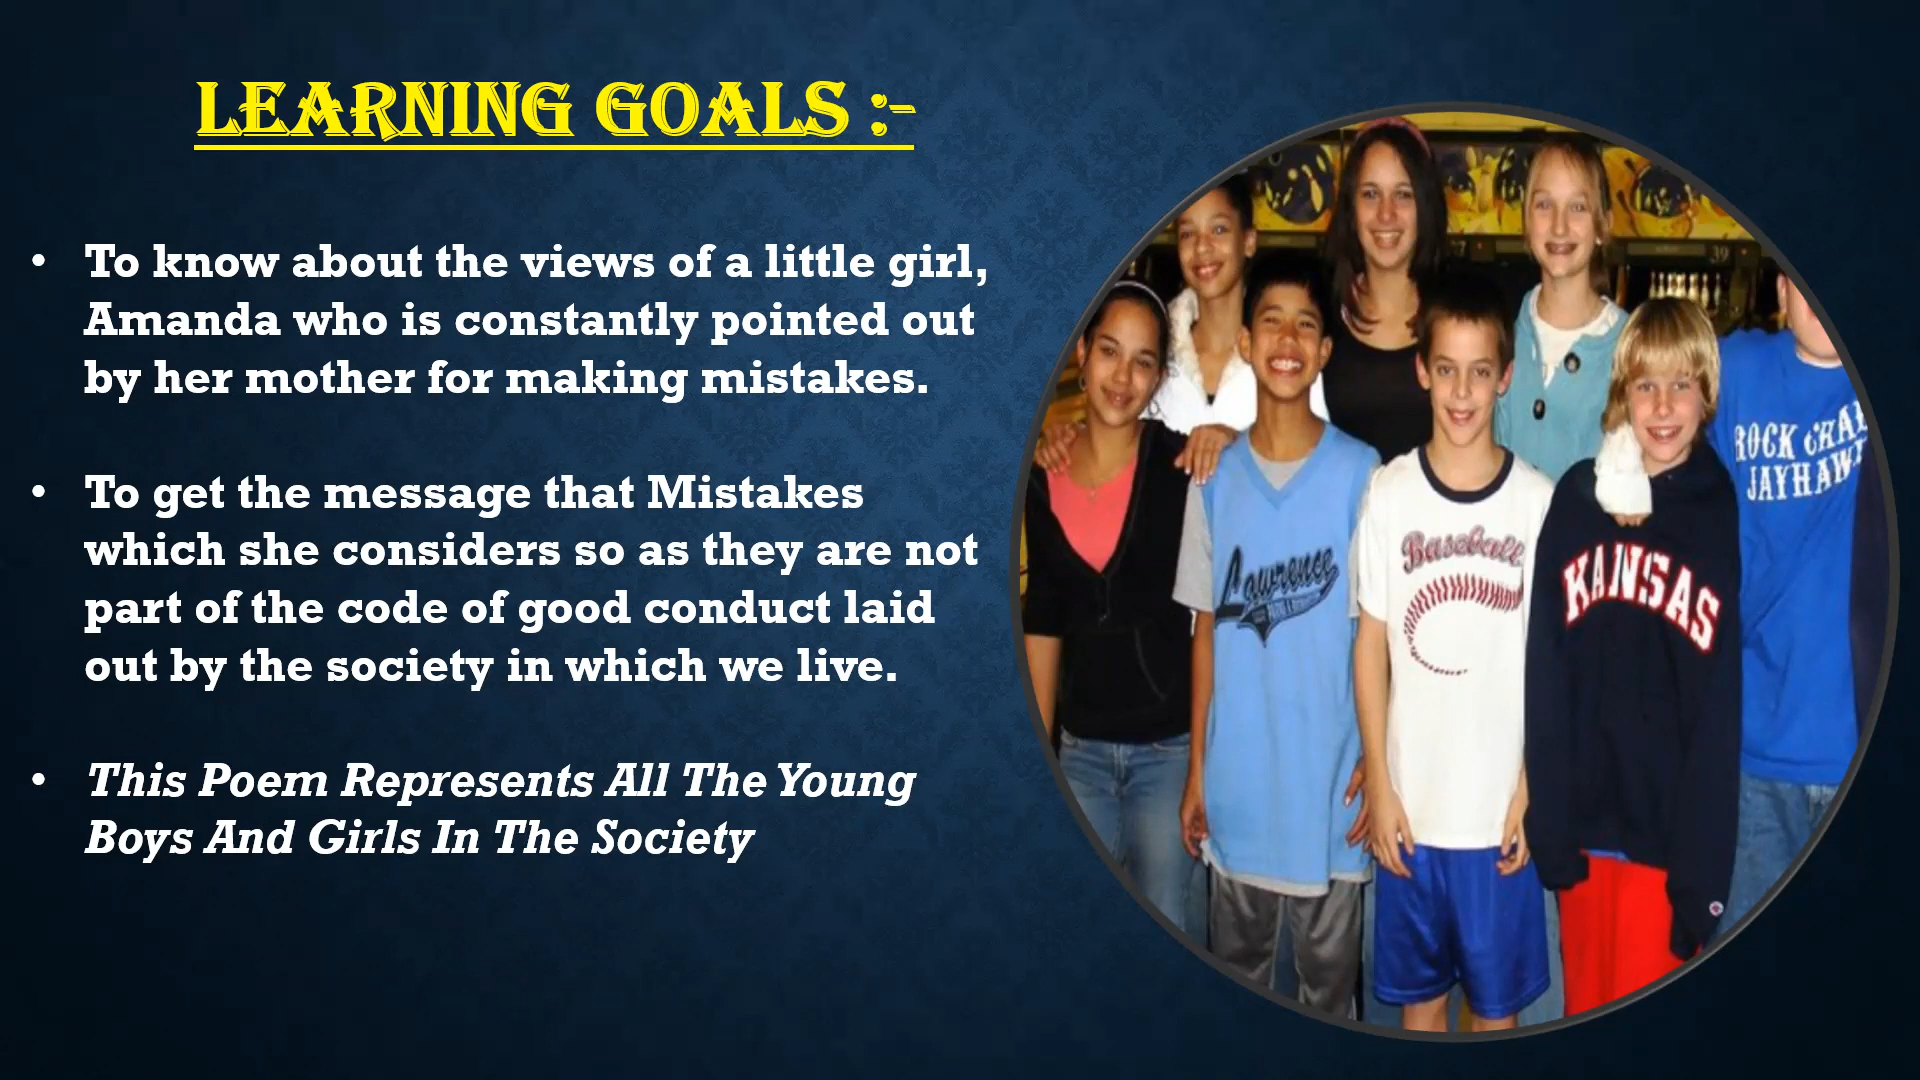 LEARNING GOALS :-
• To know about the views of a little girl,
Amanda who is constantly pointed out
by her mother for making mistakes.
• To get the message that Mistakes
which she considers so as they are not
part of the code of good conduct laid
out by the society in which we live.
• This Poem Represents All The Young
Boys And Girls In The Society
37
39
Lawrence
Baseball
KANSAS
ROCK CHAL
JAYHAW